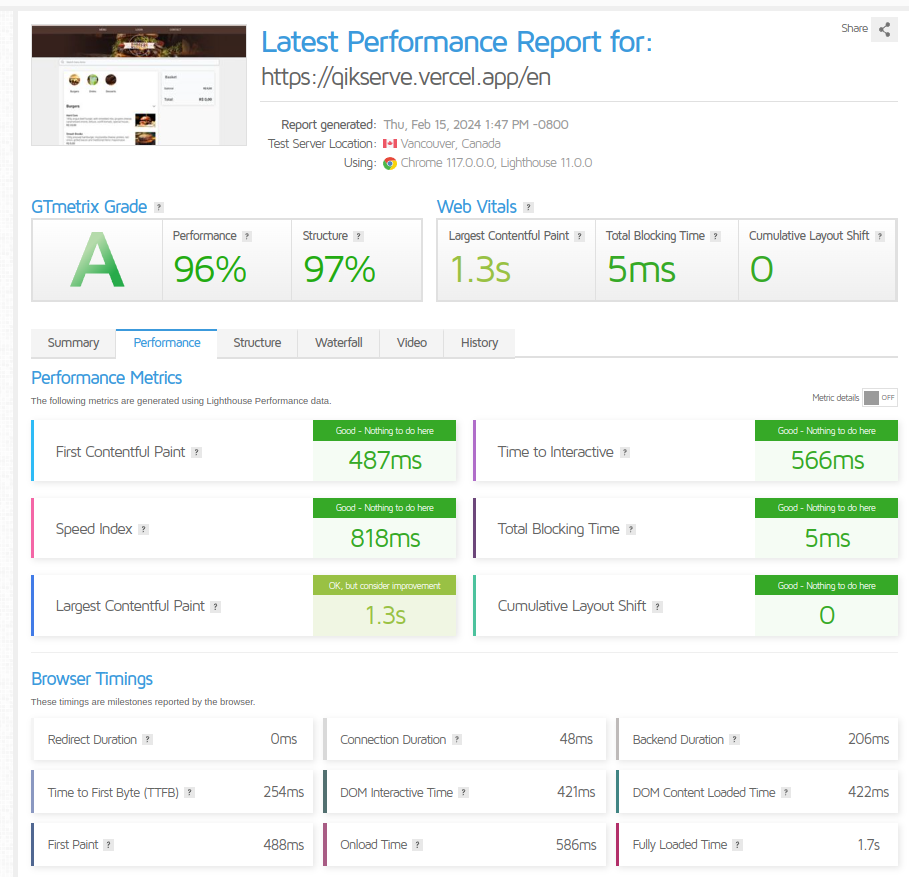 Latest Performance Report for:
Share
https://qikserve.vercel.app/en
Report generated: Thu, Feb 15, 2024 1:47 PM -0800
Test Server Location: Vancouver, Canada
Using: Chrome 117.0.0.0, Lighthouse 11.0.0
GTmetrix Grade ?
Web Vitals ?
A
Performance ?
96%
Structure ?
97%
Largest Contentful Paint ?
1.3s
Total Blocking Time ?
5ms
Cumulative Layout Shift ?
0
Summary Performance Structure Waterfall Video History
Performance Metrics
The following metrics are generated using Lighthouse Performance data.
Metric details OFF
First Contentful Paint ?
Good - Nothing to do here
487ms
Time to Interactive ?
Good - Nothing to do here
566ms
Speed Index ?
Good - Nothing to do here
818ms
Total Blocking Time ?
Good - Nothing to do here
5ms
Largest Contentful Paint ?
OK, but consider improvement
1.3s
Cumulative Layout Shift ?
Good - Nothing to do here
0
Browser Timings
These timings are milestones reported by the browser.
Redirect Duration ? 0ms
Connection Duration ? 48ms
Backend Duration ? 206ms
Time to First Byte (TTFB) ? 254ms
DOM Interactive Time ? 421ms
DOM Content Loaded Time ? 422ms
First Paint ? 488ms
Onload Time ? 586ms
Fully Loaded Time ? 1.7s